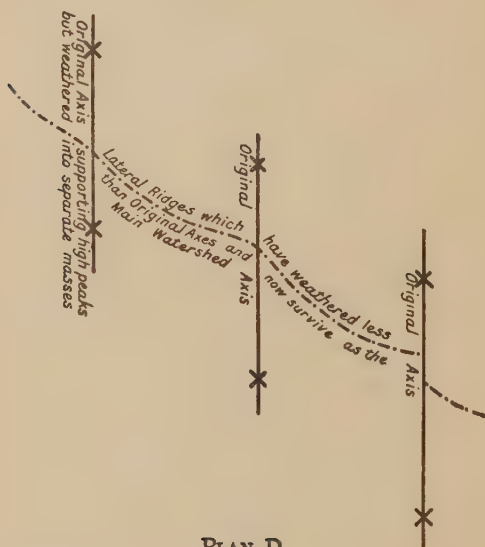 Original Axis supporting high peaks
but weathered into separate masses
Lateral Ridges which have weathered less
than Original Axes and now survive as the
Main Watershed
Original Axis
Original Axis
PLAN D